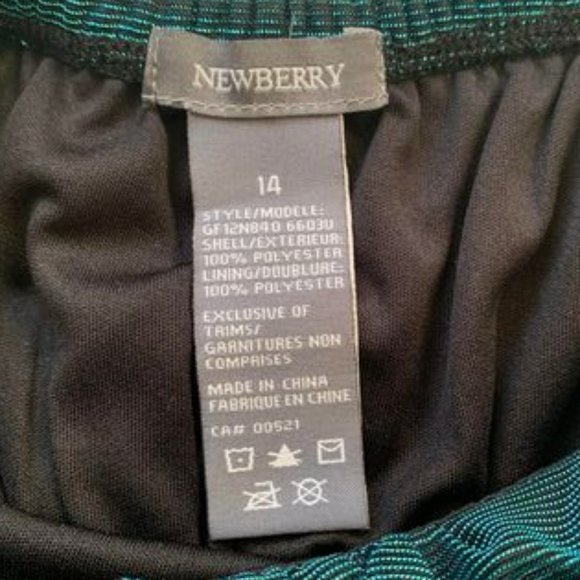 NEWBERRY
14
STYLE/MODELE:
GF12N840 6603U
SHELL/EXTERIEUR:
100% POLYESTER
LINING/DOUBLURE:
100% POLYESTER
EXCLUSIVE OF
TRIMS/
GARNITURES NON
COMPRISES
MADE IN CHINA
FABRIQUE EN CHINE
CA# 00521